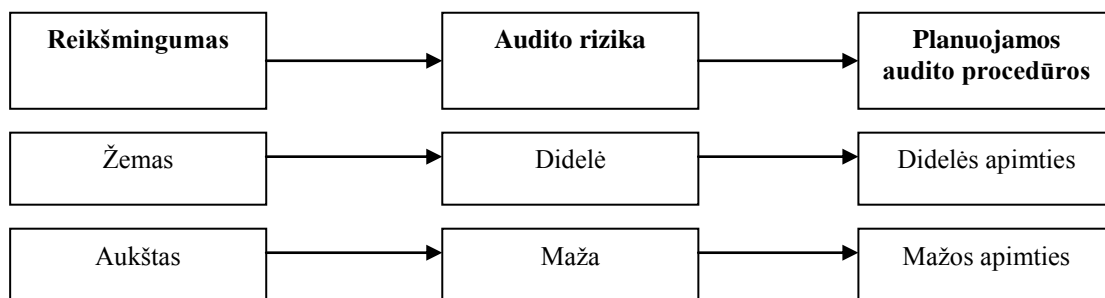 Reikšmingumas
Audito rizika
Planuojamos
audito procedūros
Žemas
Didelė
Didelės apimties
Aukštas
Maža
Mažos apimties